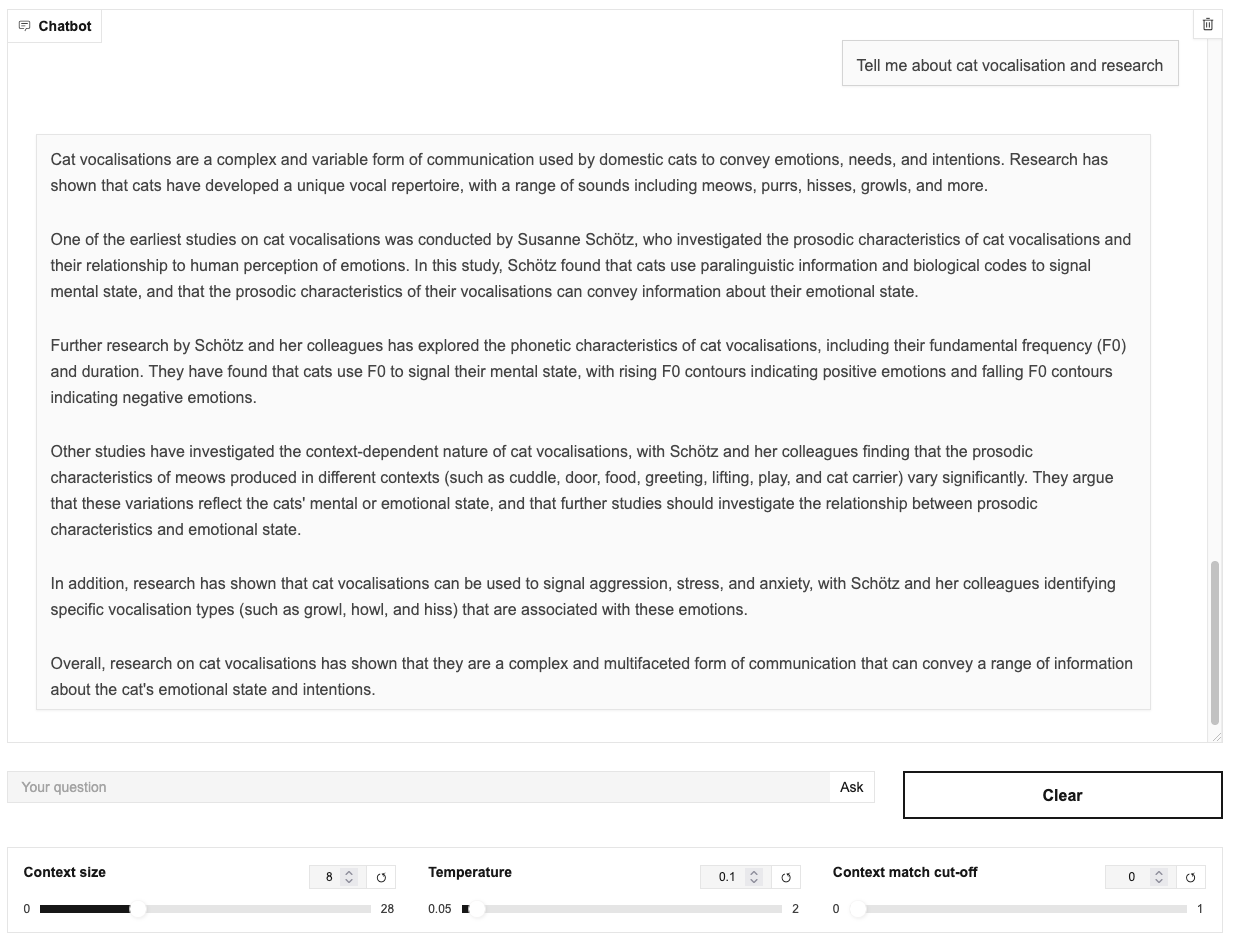 Chatbot
Tell me about cat vocalisation and research
Cat vocalisations are a complex and variable form of communication used by domestic cats to convey emotions, needs, and intentions. Research has
shown that cats have developed a unique vocal repertoire, with a range of sounds including meows, purrs, hisses, growls, and more.
One of the earliest studies on cat vocalisations was conducted by Susanne Schötz, who investigated the prosodic characteristics of cat vocalisations and
their relationship to human perception of emotions. In this study, Schötz found that cats use paralinguistic information and biological codes to signal
mental state, and that the prosodic characteristics of their vocalisations can convey information about their emotional state.
Further research by Schötz and her colleagues has explored the phonetic characteristics of cat vocalisations, including their fundamental frequency (F0)
and duration. They have found that cats use F0 to signal their mental state, with rising F0 contours indicating positive emotions and falling F0 contours
indicating negative emotions.
Other studies have investigated the context-dependent nature of cat vocalisations, with Schötz and her colleagues finding that the prosodic
characteristics of meows produced in different contexts (such as cuddle, door, food, greeting, lifting, play, and cat carrier) vary significantly. They argue
that these variations reflect the cats' mental or emotional state, and that further studies should investigate the relationship between prosodic
characteristics and emotional state.
In addition, research has shown that cat vocalisations can be used to signal aggression, stress, and anxiety, with Schötz and her colleagues identifying
specific vocalisation types (such as growl, howl, and hiss) that are associated with these emotions.
Overall, research on cat vocalisations has shown that they are a complex and multifaceted form of communication that can convey a range of information
about the cat's emotional state and intentions.
Your question
Ask
Clear
Context size
8
0
28
Temperature
0.1
0.05
2
Context match cut-off
0
0
1